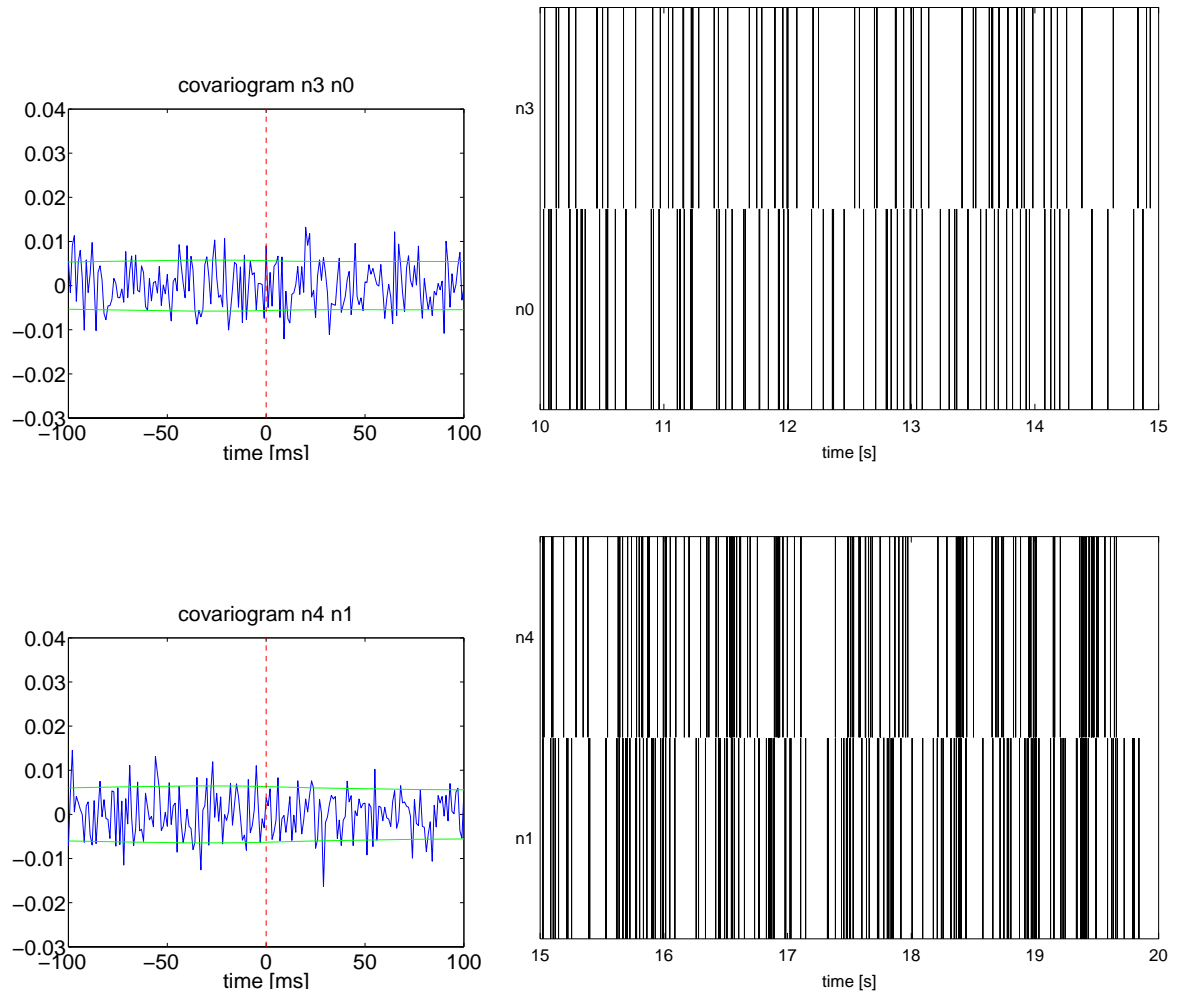 covariogram n3 n0
0.04
0.03
0.02
0.01
0
−0.01
−0.02
−0.03
−100 −50 0 50 100
time [ms]
n3
n0
10 11 12 13 14 15
time [s]
covariogram n4 n1
0.04
0.03
0.02
0.01
0
−0.01
−0.02
−0.03
−100 −50 0 50 100
time [ms]
n4
n1
15 16 17 18 19 20
time [s]